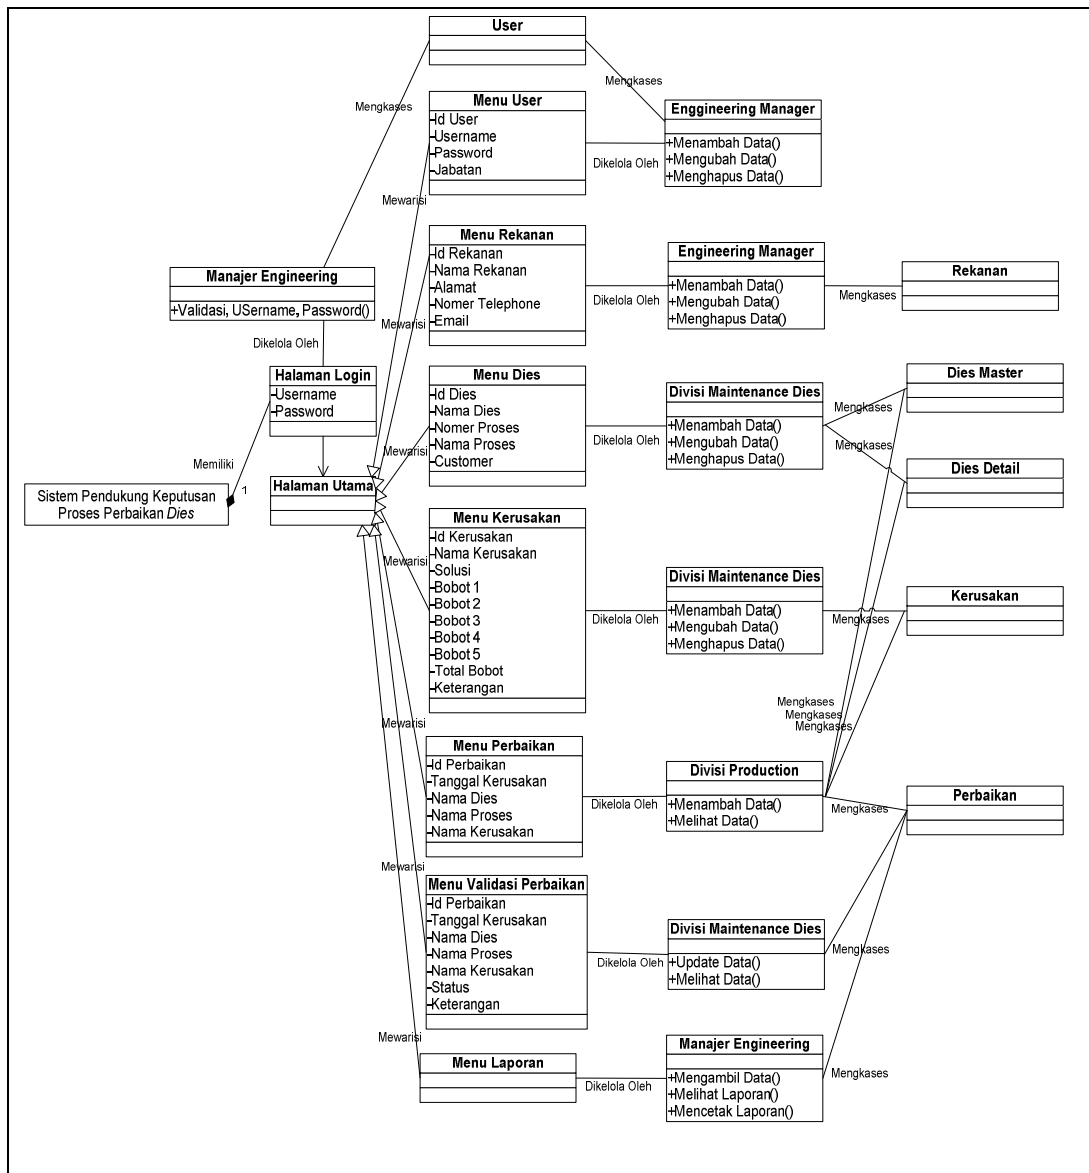 User
Mengkases
Mengkases
Menu User
-Id User
-Username
-Password
-Jabatan
Dikelola Oleh
Enggineering Manager
+Menambah Data()
+Mengubah Data()
+Menghapus Data()
Mewarisi
Menu Rekanan
-Id Rekanan
-Nama Rekanan
-Alamat
-Nomer Telephone
-Email
Dikelola Oleh
Engineering Manager
+Menambah Data()
+Mengubah Data()
+Menghapus Data()
Mengkases
Rekanan
Manajer Engineering
+Validasi, USername, Password()
Mewarisi
Dikelola Oleh
Halaman Login
-Username
-Password
Memiliki
1
Sistem Pendukung Keputusan
Proses Perbaikan Dies
Halaman Utama
Menu Dies
-Id Dies
-Nama Dies
-Nomer Proses
-Nama Proses
-Customer
Mewarisi
Dikelola Oleh
Divisi Maintenance Dies
+Menambah Data()
+Mengubah Data()
+Menghapus Data()
Mengkases
Mengkases
Dies Master
Dies Detail
Menu Kerusakan
-Id Kerusakan
-Nama Kerusakan
-Solusi
-Bobot 1
-Bobot 2
-Bobot 3
-Bobot 4
-Bobot 5
-Total Bobot
-Keterangan
Mewarisi
Dikelola Oleh
Divisi Maintenance Dies
+Menambah Data()
+Mengubah Data()
+Menghapus Data()
Mengkases
Kerusakan
Mengkases
Mengkases
Mengkases
Mewarisi
Menu Perbaikan
-Id Perbaikan
-Tanggal Kerusakan
-Nama Dies
-Nama Proses
-Nama Kerusakan
Dikelola Oleh
Divisi Production
+Menambah Data()
+Melihat Data()
Mengkases
Perbaikan
Mewarisi
Menu Validasi Perbaikan
-Id Perbaikan
-Tanggal Kerusakan
-Nama Dies
-Nama Proses
-Nama Kerusakan
-Status
-Keterangan
Dikelola Oleh
Divisi Maintenance Dies
+Update Data()
+Melihat Data()
Mengkases
Mewarisi
Menu Laporan
Dikelola Oleh
Manajer Engineering
+Mengambil Data()
+Melihat Laporan()
+Mencetak Laporan()
Mengkases